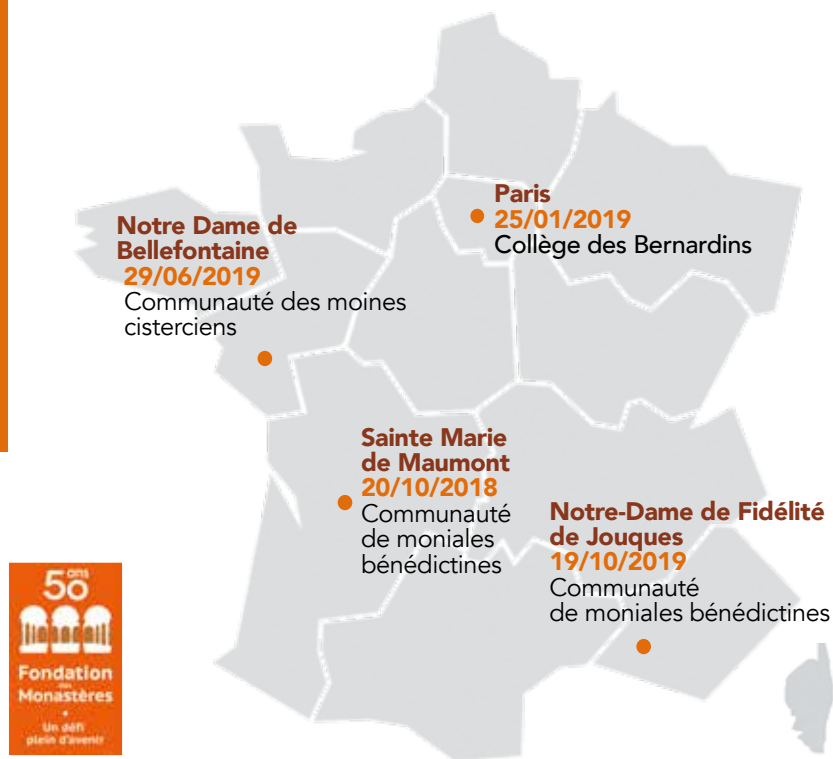 Paris
25/01/2019
Collège des Bernardins
Notre Dame de
Bellefontaine
29/06/2019
Communauté des moines
cisterciens
Sainte Marie
de Maumont
20/10/2018
Communauté
de moniales
bénédictines
Notre-Dame de Fidélité
de Jouques
19/10/2019
Communauté
de moniales bénédictines
50 ans
Fondation
des
Monastères
Un défi
plein d'avenir